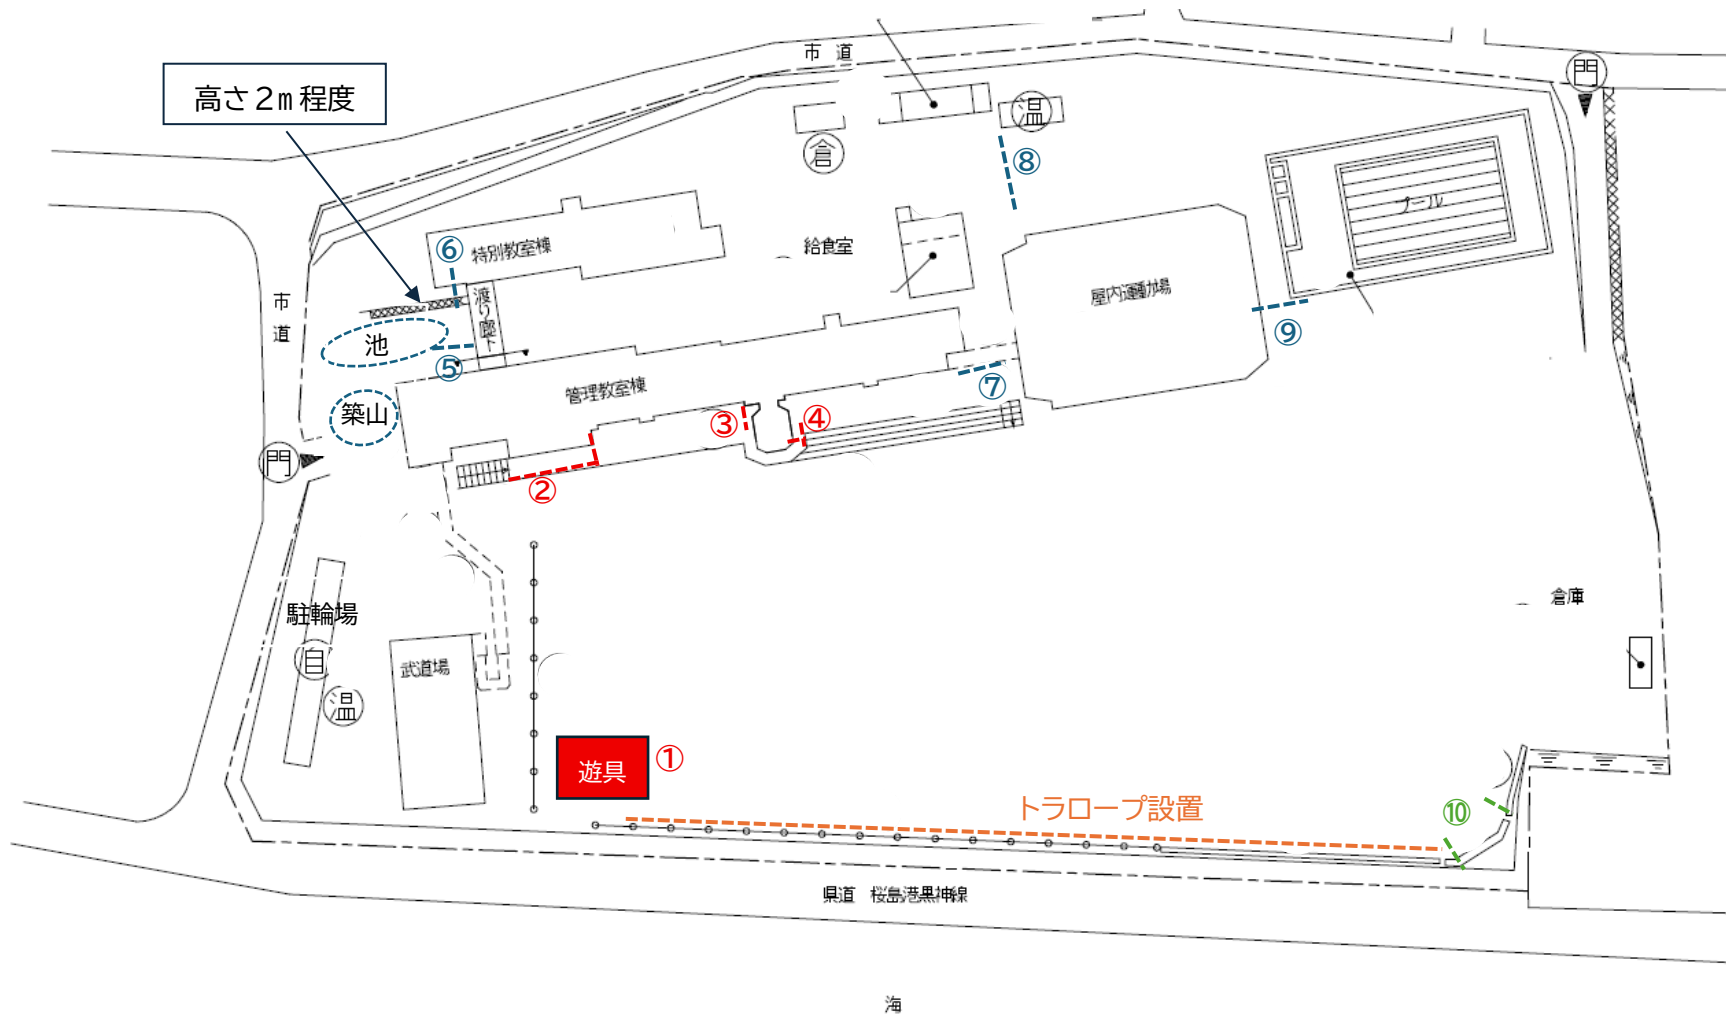 市 道
門
高さ2m程度
温
倉
⑧
プール
特別教室棟
⑥
給食室
渡り廊下
屋内運動場
市道
池
⑤
⑨
管理教室棟
⑦
築山
③
④
門
②
倉庫
駐輪場
自
武道場
温
遊具
①
トラロープ設置
⑩
県道 桜島港黒神線
海